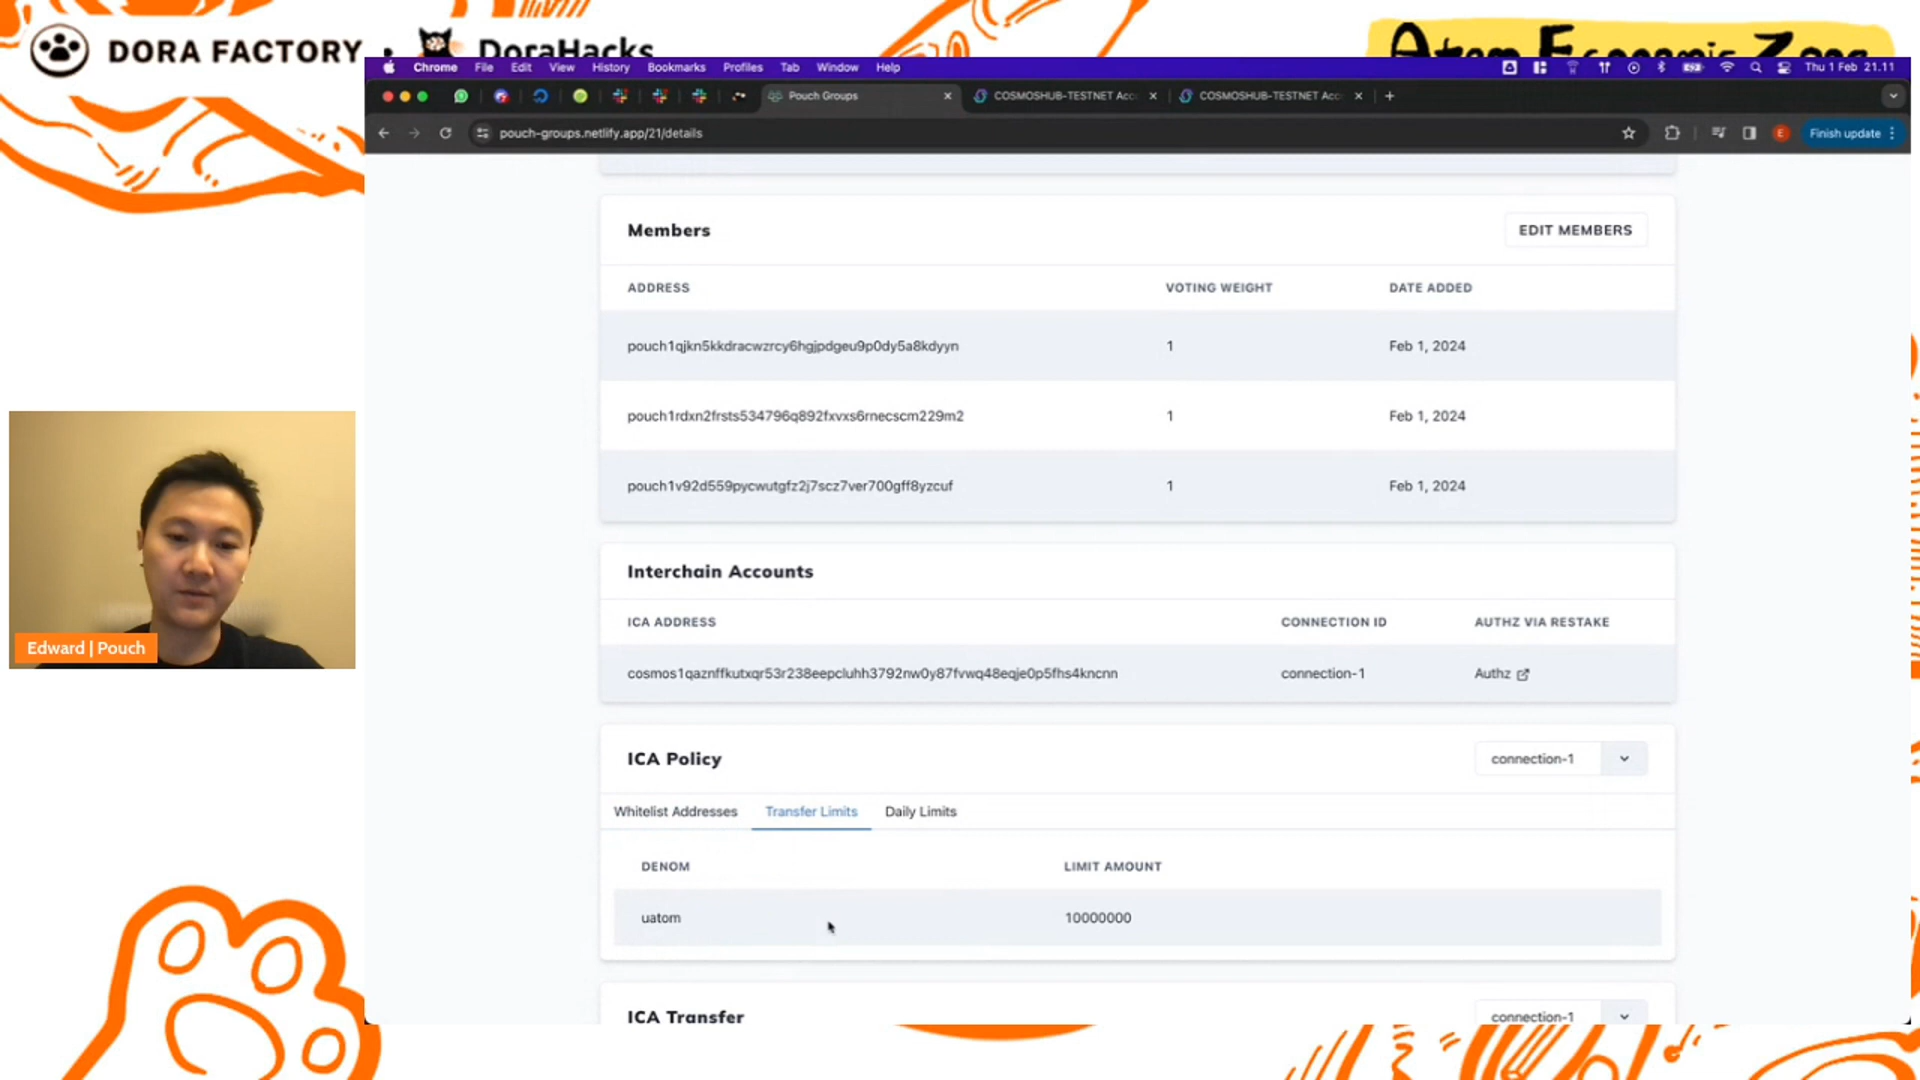 DORA FACTORY
DoraHacks
Atom Economic Zone
Chrome File Edit View History Bookmarks Profiles Tab Window Help
Thu 1 Feb 21.11
Pouch Groups
COSMOSHUB-TESTNET Acc
COSMOSHUB-TESTNET Acc
pouch-groups.netlify.app/21/details
E
Finish update
Members
EDIT MEMBERS
ADDRESS VOTING WEIGHT DATE ADDED
pouch1qjkn5kkdracwzrcy6hgjpdgeu9p0dy5a8kdyyn 1 Feb 1, 2024
pouch1rdxn2frsts534796q892fxvxs6rnecscm229m2 1 Feb 1, 2024
pouch1v92d559pycwutgfz2j7scz7ver700gff8yzcuf 1 Feb 1, 2024
Interchain Accounts
ICA ADDRESS CONNECTION ID AUTHZ VIA RESTAKE
cosmos1qaznffkutxqr53r238eepcluhh3792nw0y87fvwq48eqje0p5fhs4kncnn connection-1 Authz
ICA Policy
connection-1
Whitelist Addresses Transfer Limits Daily Limits
DENOM LIMIT AMOUNT
uatom 10000000
ICA Transfer
connection-1
Edward | Pouch